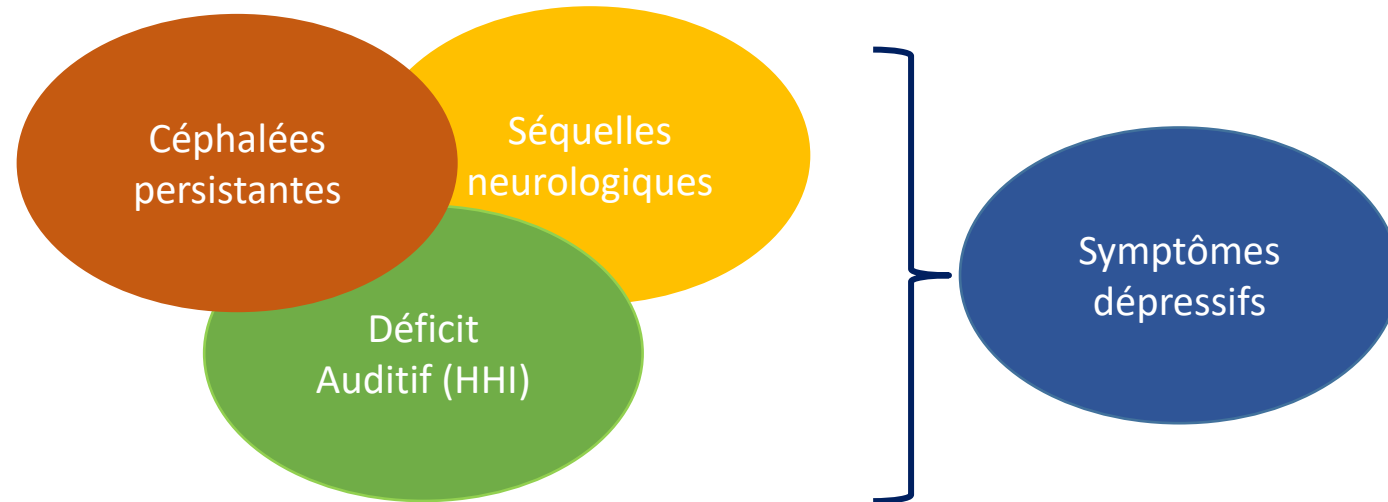 Céphalées
persistantes
Séquelles
neurologiques
Déficit
Auditif (HHI)
Symptômes
dépressifs